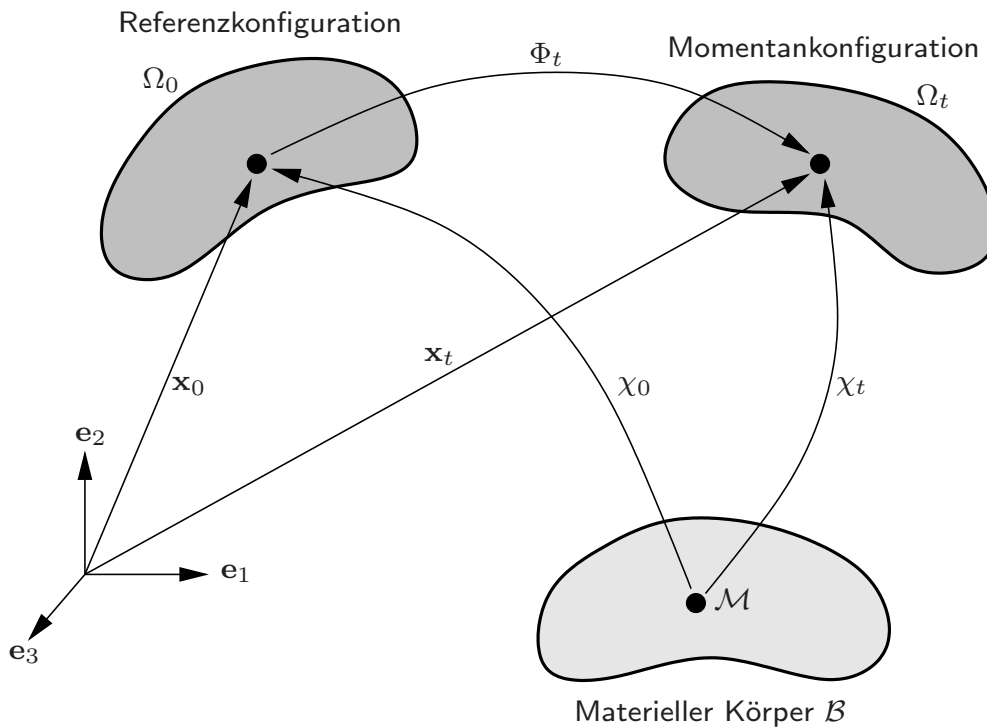 Referenzkonfiguration
Momentankonfiguration
Φₜ
Ω₀
Ωₜ
𝐱ₜ
𝐱₀
χ₀
χₜ
𝐞₂
𝐞₁
𝐞₃
ℳ
Materieller Körper ℬ